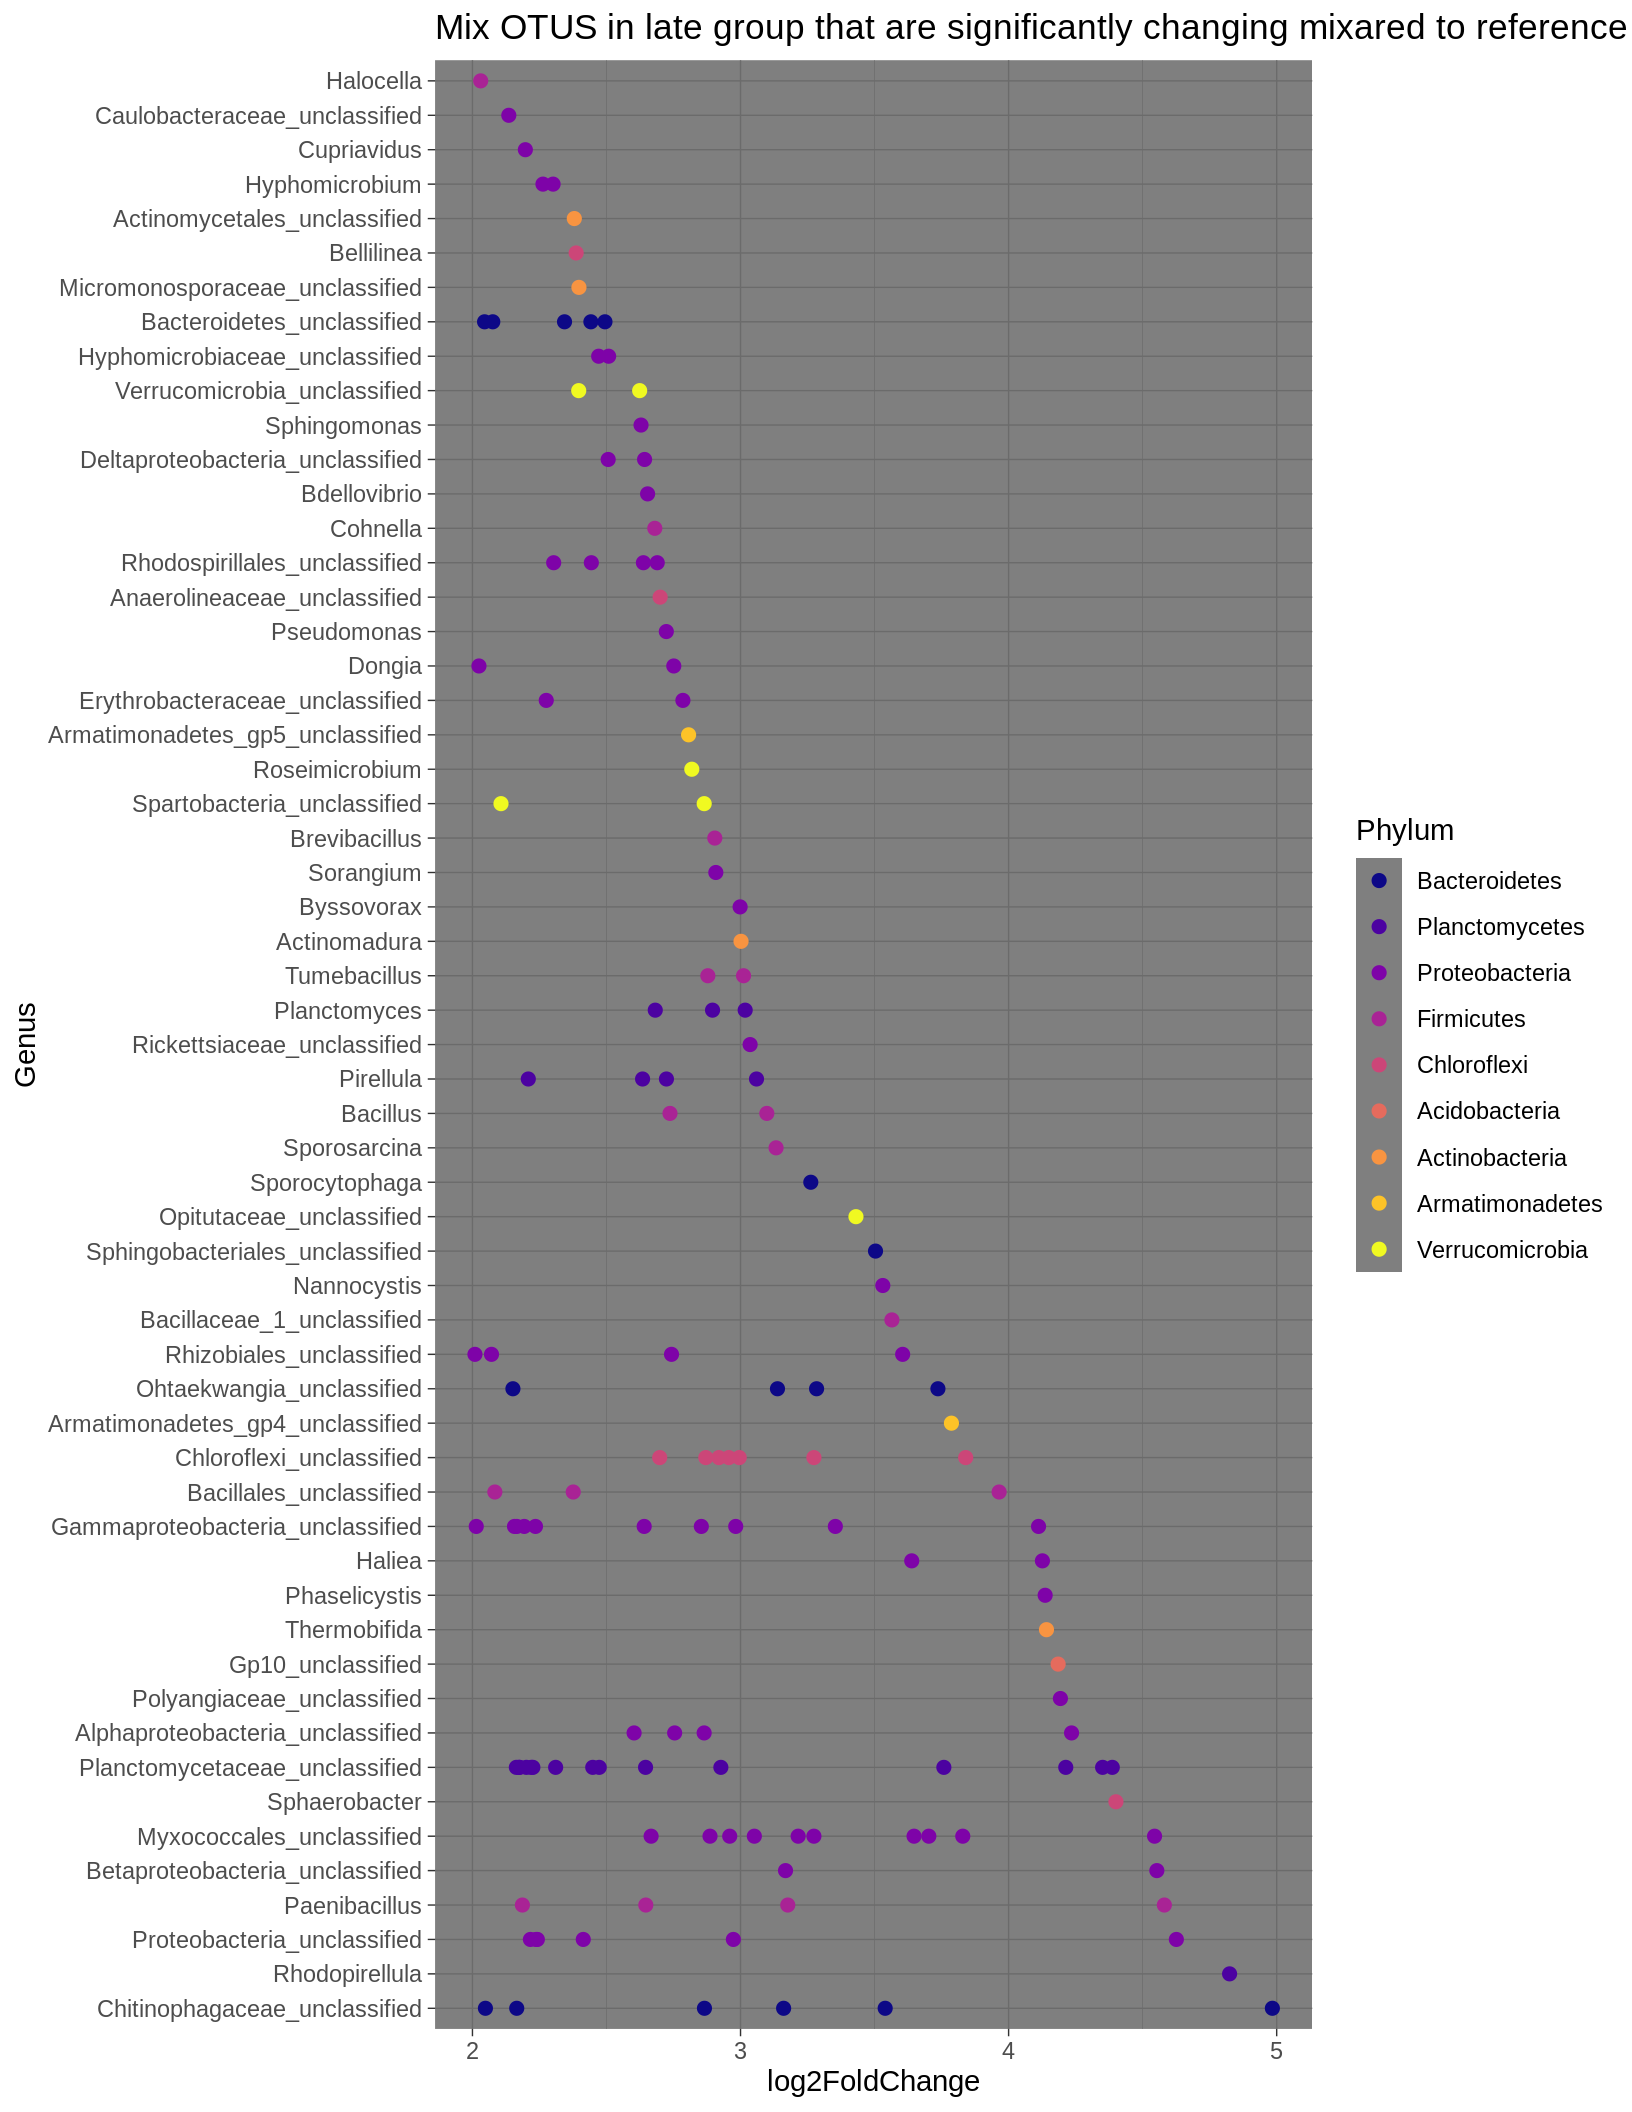 Mix OTUS in late group that are significantly changing mixared to reference
Halocella
Caulobacteraceae_unclassified
Cupriavidus
Hyphomicrobium
Actinomycetales_unclassified
Bellilinea
Micromonosporaceae_unclassified
Bacteroidetes_unclassified
Hyphomicrobiaceae_unclassified
Verrucomicrobia_unclassified
Sphingomonas
Deltaproteobacteria_unclassified
Bdellovibrio
Cohnella
Rhodospirillales_unclassified
Anaerolineaceae_unclassified
Pseudomonas
Dongia
Erythrobacteraceae_unclassified
Armatimonadetes_gp5_unclassified
Roseimicrobium
Spartobacteria_unclassified
Brevibacillus
Sorangium
Byssovorax
Actinomadura
Tumebacillus
Planctomyces
Rickettsiaceae_unclassified
Pirellula
Bacillus
Sporosarcina
Sporocytophaga
Opitutaceae_unclassified
Sphingobacteriales_unclassified
Nannocystis
Bacillaceae_1_unclassified
Rhizobiales_unclassified
Ohtaekwangia_unclassified
Armatimonadetes_gp4_unclassified
Chloroflexi_unclassified
Bacillales_unclassified
Gammaproteobacteria_unclassified
Haliea
Phaselicystis
Thermobifida
Gp10_unclassified
Polyangiaceae_unclassified
Alphaproteobacteria_unclassified
Planctomycetaceae_unclassified
Sphaerobacter
Myxococcales_unclassified
Betaproteobacteria_unclassified
Paenibacillus
Proteobacteria_unclassified
Rhodopirellula
Chitinophagaceae_unclassified
Genus
2 3 4 5
log2FoldChange
Phylum
Bacteroidetes
Planctomycetes
Proteobacteria
Firmicutes
Chloroflexi
Acidobacteria
Actinobacteria
Armatimonadetes
Verrucomicrobia